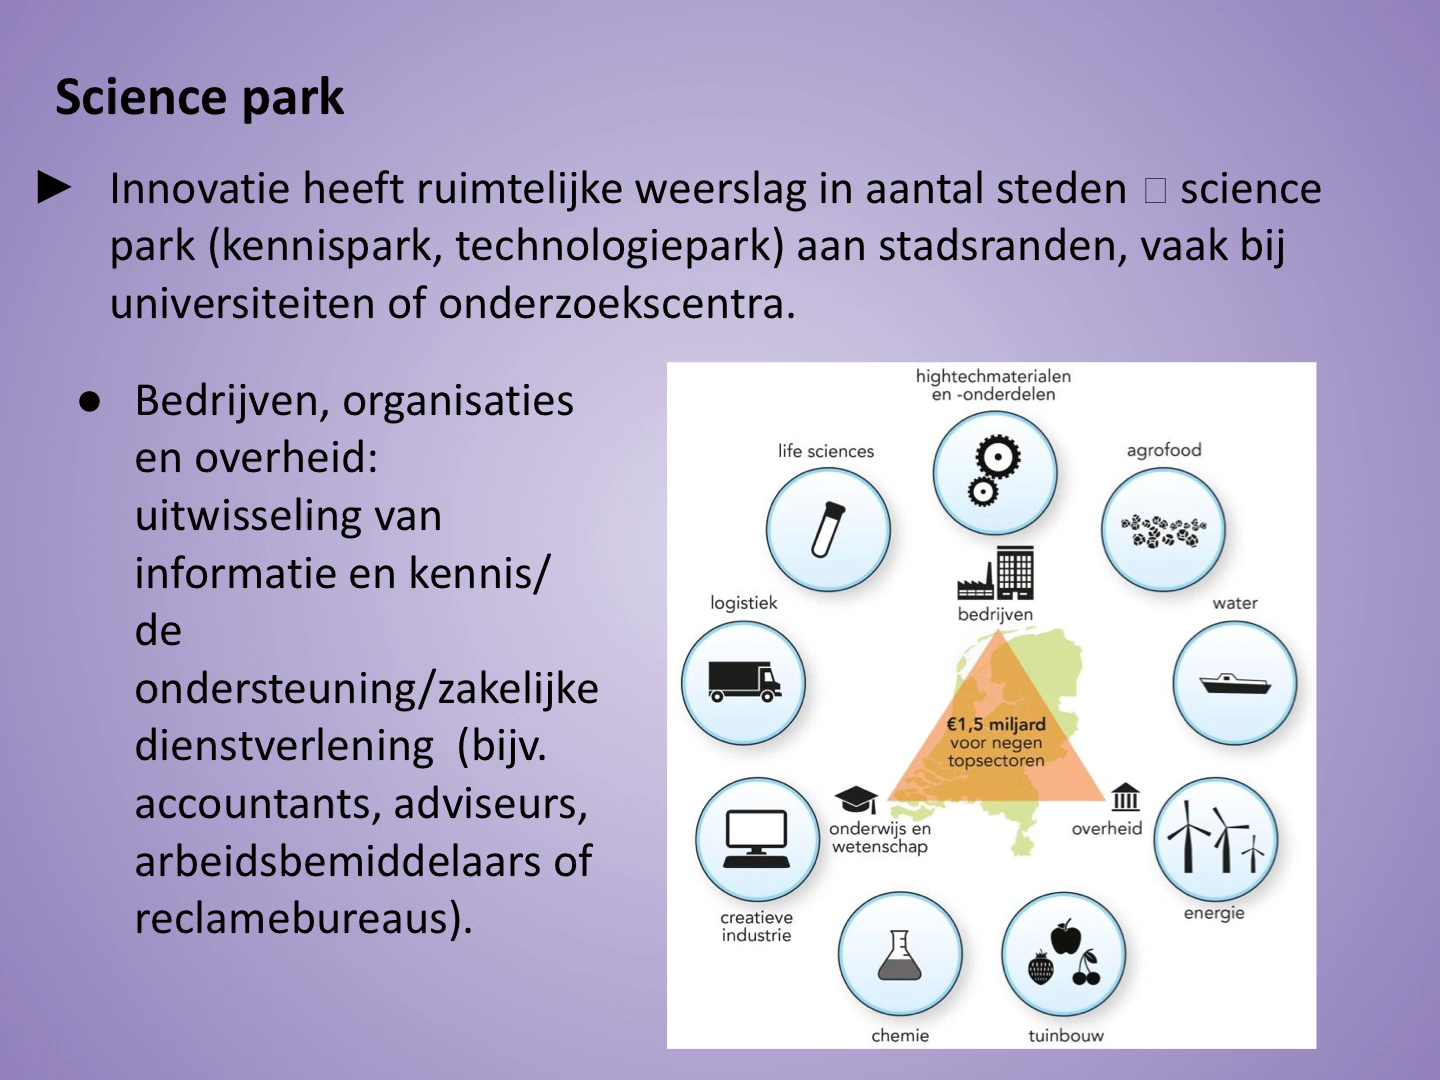 Science park
► Innovatie heeft ruimtelijke weerslag in aantal steden □ science
park (kennispark, technologiepark) aan stadsranden, vaak bij
universiteiten of onderzoekscentra.
● Bedrijven, organisaties
en overheid:
uitwisseling van
informatie en kennis/
de
ondersteuning/zakelijke
dienstverlening (bijv.
accountants, adviseurs,
arbeidsbemiddelaars of
reclamebureaus).
hightechmaterialen
en -onderdelen
life sciences
agrofood
logistiek
bedrijven
water
€1,5 miljard
voor negen
topsectoren
onderwijs en
wetenschap
overheid
creatieve
industrie
energie
chemie
tuinbouw